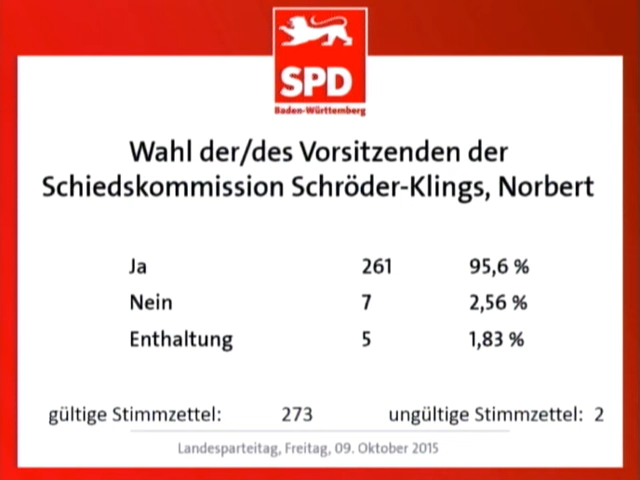 SPD
Baden-Württemberg
Wahl der/des Vorsitzenden der
Schiedskommission Schröder-Klings, Norbert
Ja 261 95,6 %
Nein 7 2,56 %
Enthaltung 5 1,83 %
gültige Stimmzettel: 273 ungültige Stimmzettel: 2
Landesparteitag, Freitag, 09. Oktober 2015